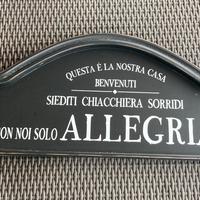 QUESTA È LA NOSTRA CASA
BENVENUTI
SIEDITI CHIACCHIERA SORRIDI
ON NOI SOLO ALLEGRI